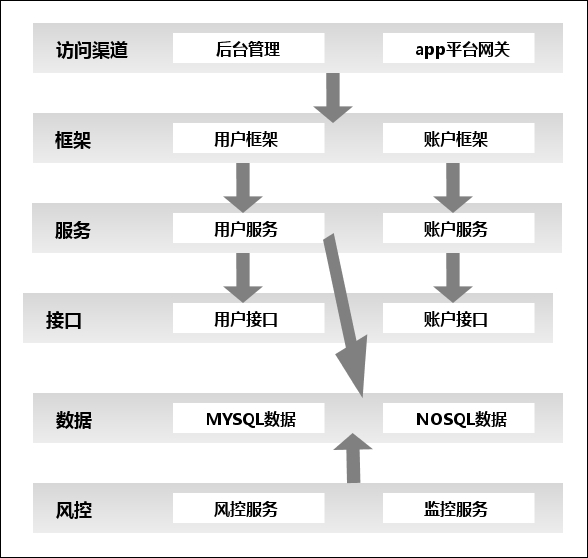 访问渠道 后台管理 app平台网关
框架 用户框架 账户框架
服务 用户服务 账户服务
接口 用户接口 账户接口
数据 MYSQL数据 NOSQL数据
风控 风控服务 监控服务